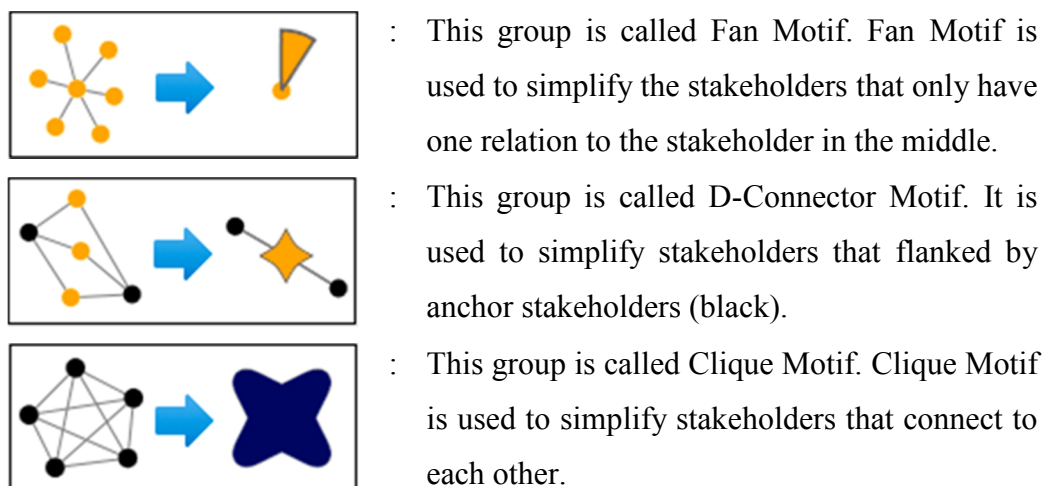 : This group is called Fan Motif. Fan Motif is
used to simplify the stakeholders that only have
one relation to the stakeholder in the middle.
: This group is called D-Connector Motif. It is
used to simplify stakeholders that flanked by
anchor stakeholders (black).
: This group is called Clique Motif. Clique Motif
is used to simplify stakeholders that connect to
each other.